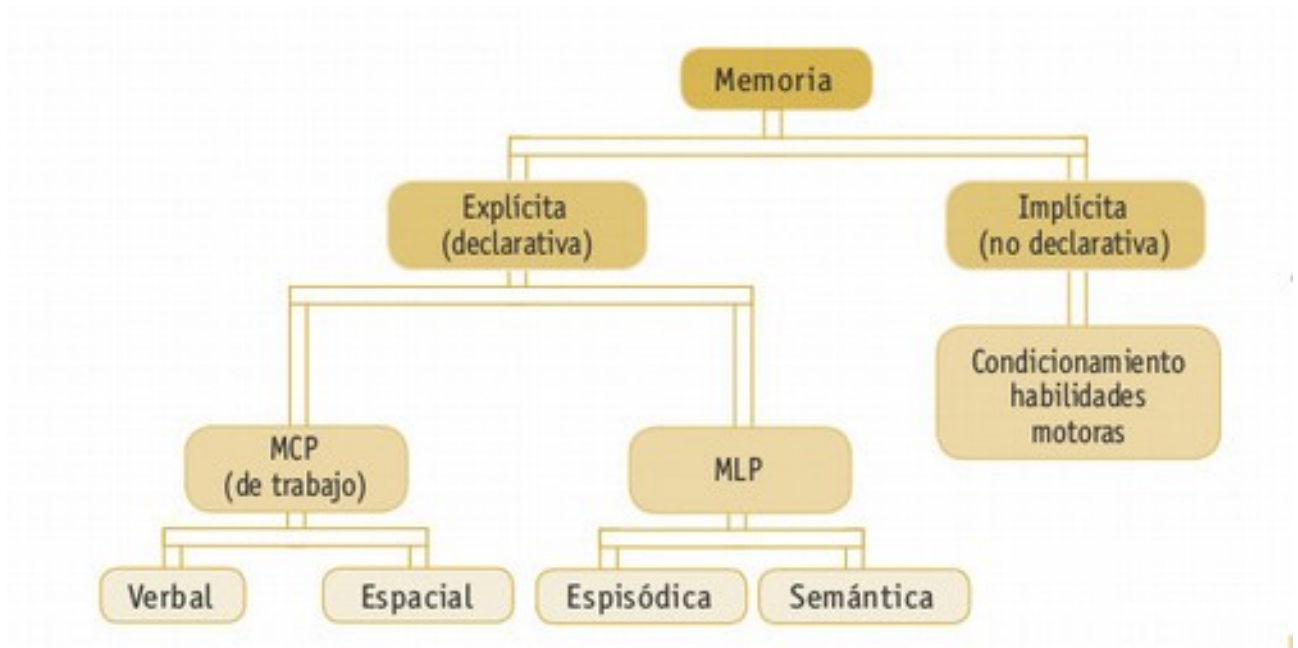 Memoria
Explícita
(declarativa)
Implícita
(no declarativa)
Condicionamiento
habilidades
motoras
MCP
(de trabajo)
MLP
Verbal
Espacial
Espisódica
Semántica